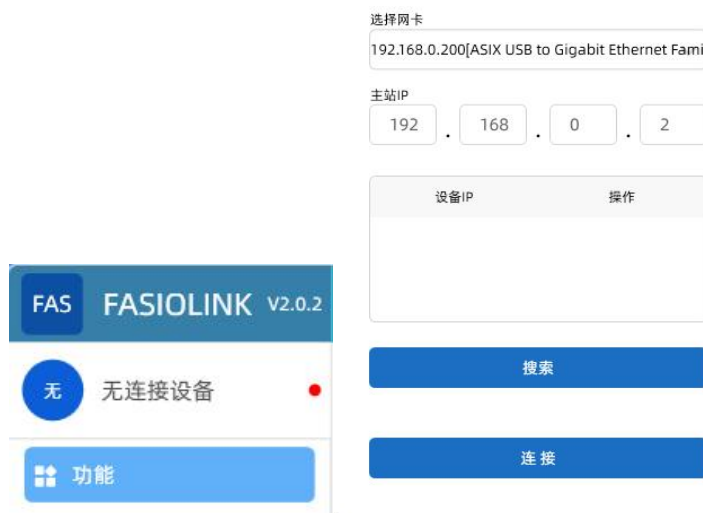 选择网卡
192.168.0.200[ASIX USB to Gigabit Ethernet Fami
主站IP
192 . 168 . 0 . 2
设备IP 操作
搜索
连接
FAS FASIOLINK V2.0.2
无 无连接设备
功能